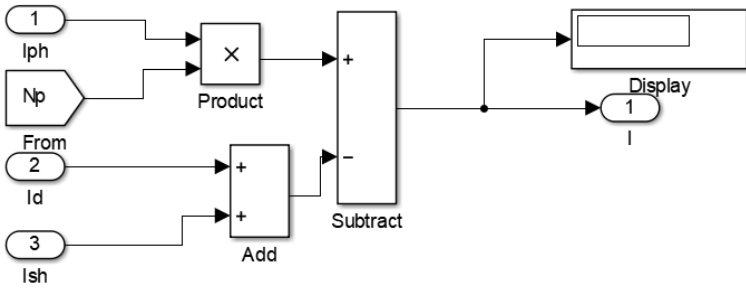 1
Iph
×
Product
Np
From
+
−
Subtract
Display
1
I
2
Id
+
+
Add
3
Ish